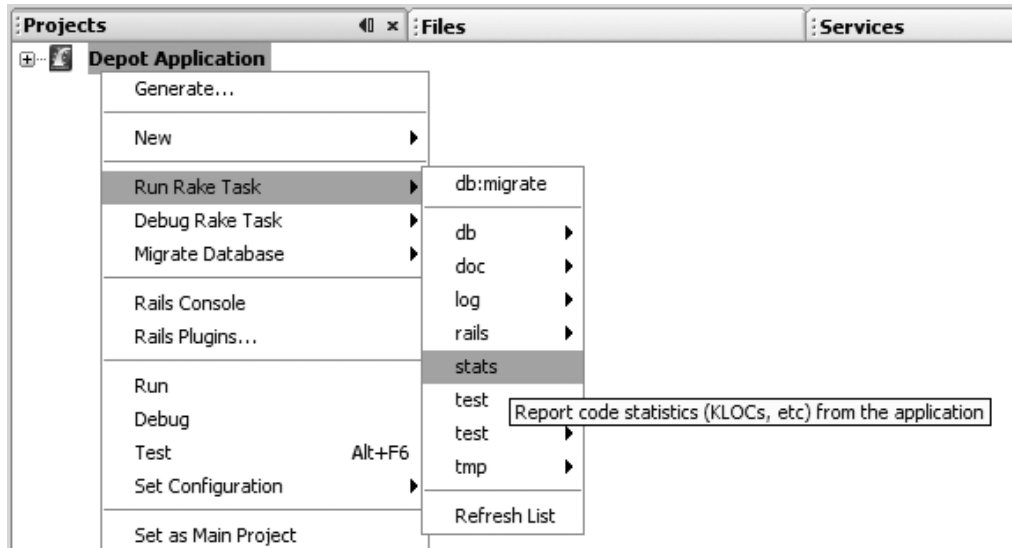 Projects
Files
Services
Depot Application
Generate...
New
Run Rake Task
Debug Rake Task
Migrate Database
Rails Console
Rails Plugins...
Run
Debug
Test Alt+F6
Set Configuration
Set as Main Project
db:migrate
db
doc
log
rails
stats
test
Report code statistics (KLOCs, etc) from the application
test
tmp
Refresh List